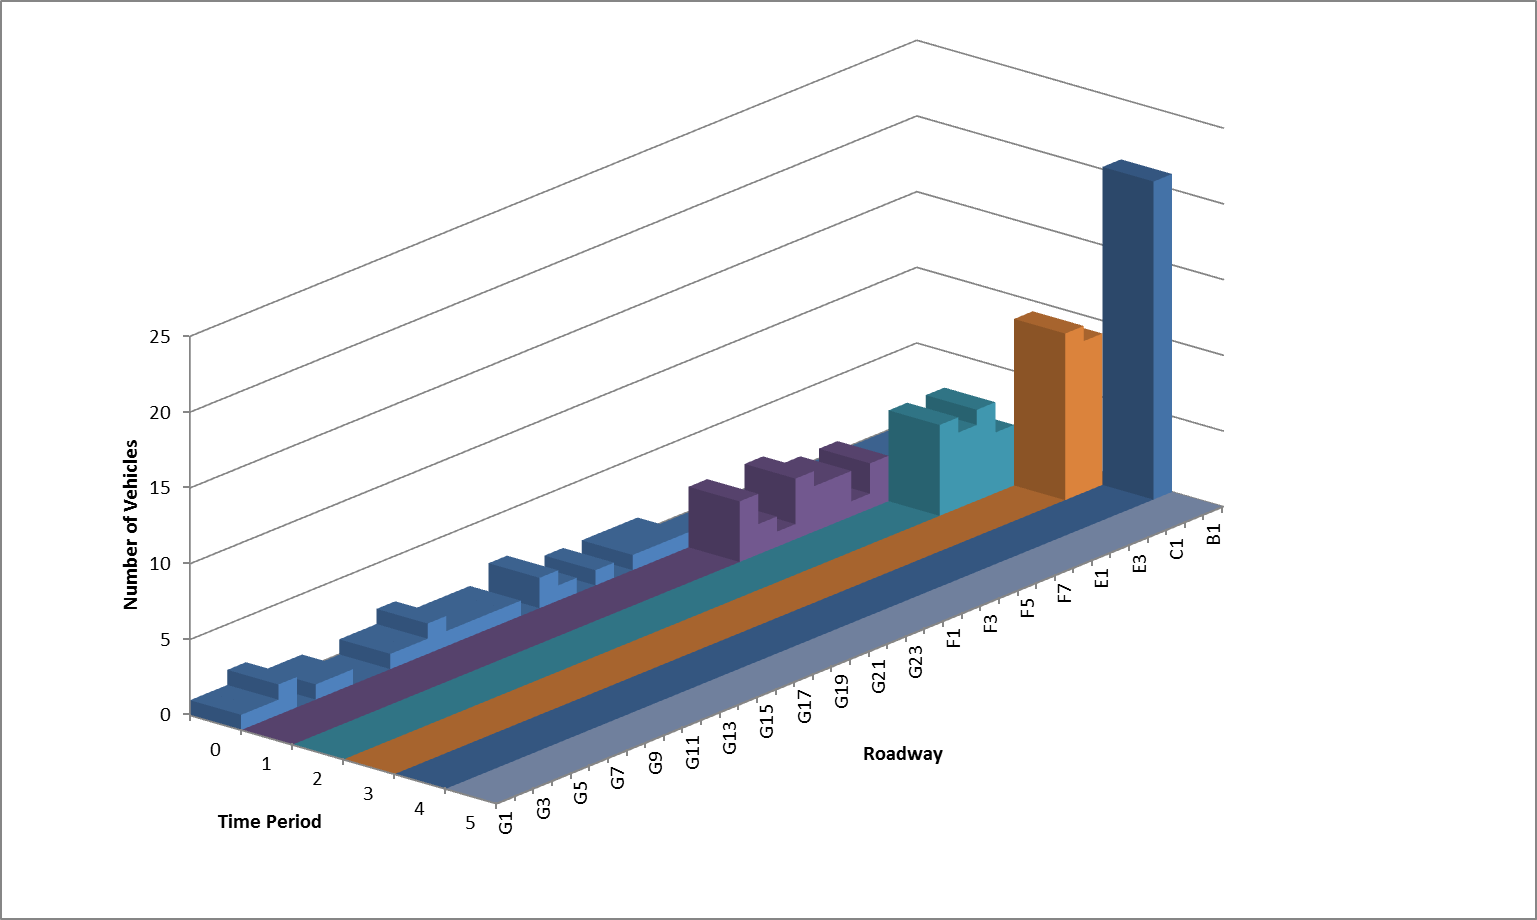 25
20
15
10
5
0
Number of Vehicles
0
1
2
3
4
5
Time Period
G1
G3
G5
G7
G9
G11
G13
G15
G17
G19
G21
G23
F1
F3
F5
F7
E1
E3
C1
B1
Roadway